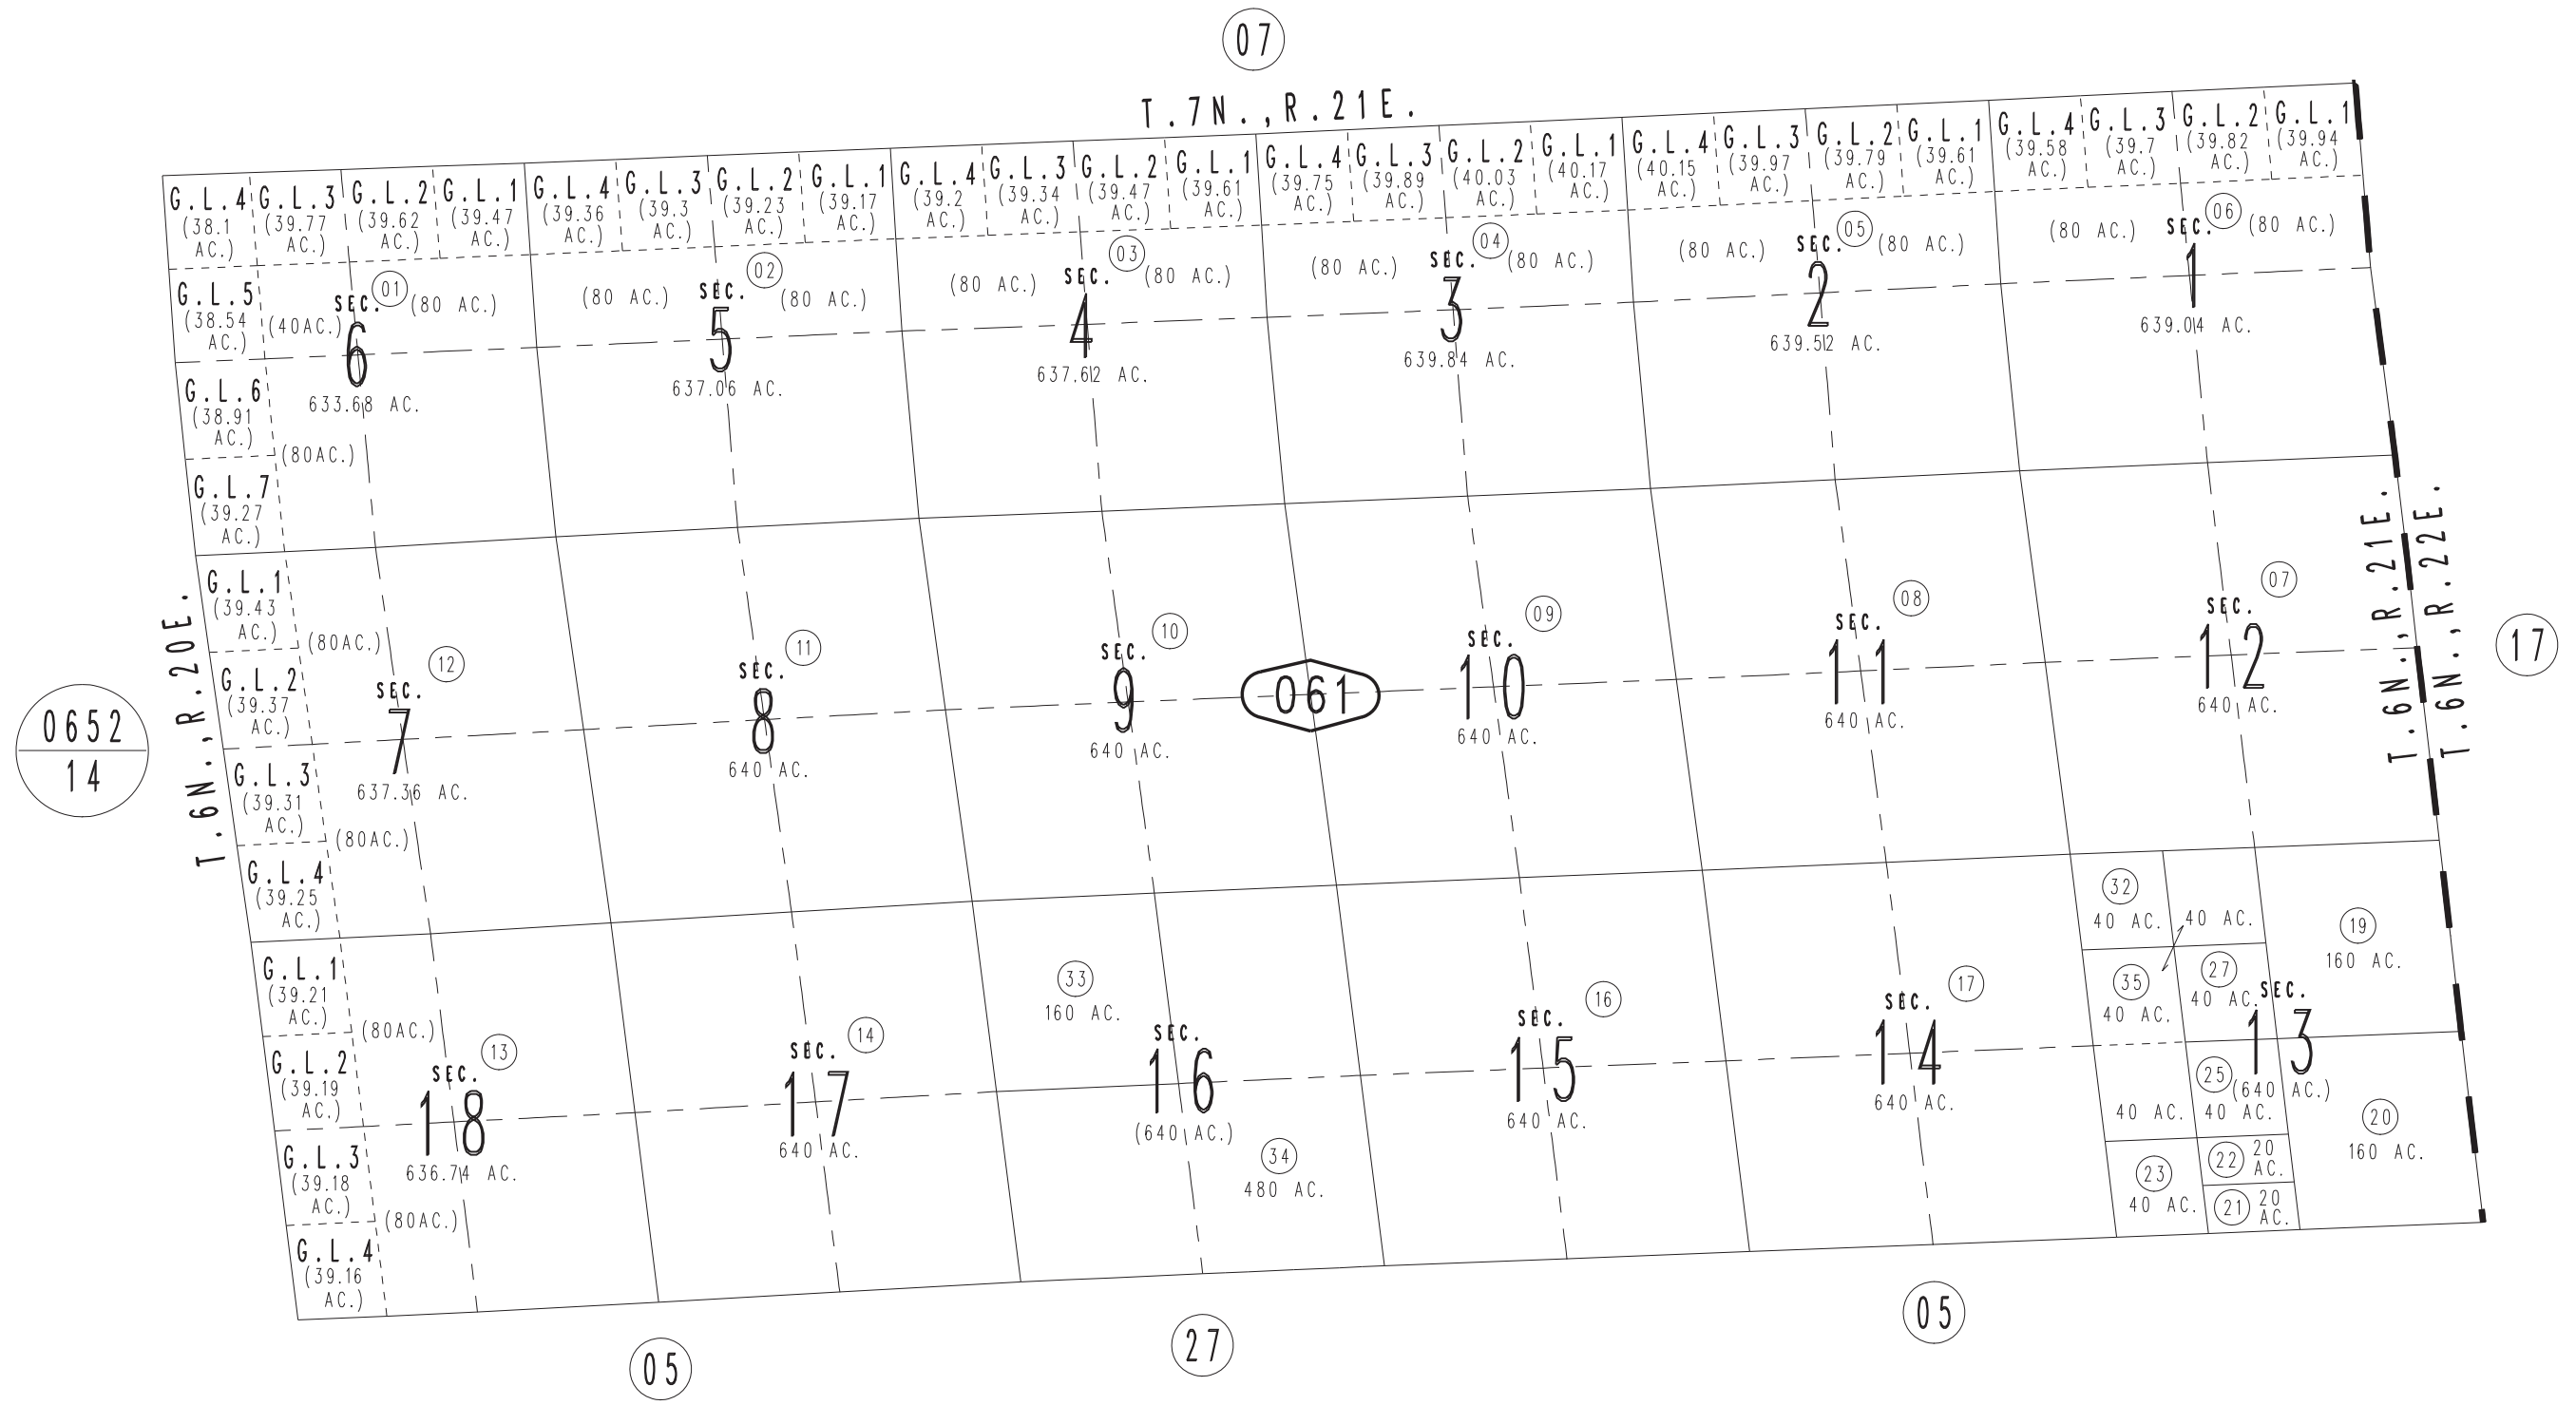 07
T.7N.,R.21E.
G.L.4
(38.1
AC.)
G.L.3
(39.77
AC.)
G.L.2
(39.62
AC.)
G.L.1
(39.47
AC.)
G.L.4
(39.36
AC.)
G.L.3
(39.3
AC.)
G.L.2
(39.23
AC.)
G.L.1
(39.17
AC.)
G.L.4
(39.2
AC.)
G.L.3
(39.34
AC.)
G.L.2
(39.47
AC.)
G.L.1
(39.61
AC.)
G.L.4
(39.75
AC.)
G.L.3
(39.89
AC.)
G.L.2
(40.03
AC.)
G.L.1
(40.17
AC.)
G.L.4
(40.15
AC.)
G.L.3
(39.97
AC.)
G.L.2
(39.79
AC.)
G.L.1
(39.61
AC.)
G.L.4
(39.58
AC.)
G.L.3
(39.7
AC.)
G.L.2
(39.82
AC.)
G.L.1
(39.94
AC.)
G.L.5
(38.54
AC.)
(40AC.)
SEC.
01
(80 AC.)
6
633.68 AC.
G.L.6
(38.91
AC.)
(80AC.)
G.L.7
(39.27
AC.)
(80 AC.)
SEC.
02
(80 AC.)
5
637.06 AC.
(80 AC.)
SEC.
03
(80 AC.)
4
637.62 AC.
(80 AC.)
SEC.
04
(80 AC.)
3
639.84 AC.
(80 AC.)
SEC.
05
(80 AC.)
2
639.52 AC.
(80 AC.)
SEC.
06
(80 AC.)
1
639.04 AC.
T.6N.,R.20E.
0652
14
G.L.1
(39.43
AC.)
(80AC.)
G.L.2
(39.37
AC.)
SEC.
12
7
637.36 AC.
G.L.3
(39.31
AC.)
(80AC.)
G.L.4
(39.25
AC.)
SEC.
11
8
640 AC.
SEC.
10
9
640 AC.
061
SEC.
09
10
640 AC.
SEC.
08
11
640 AC.
SEC.
07
12
640 AC.
T.6N.,R.21E.
T.6N.,R.22E.
17
G.L.1
(39.21
AC.)
(80AC.)
G.L.2
(39.19
AC.)
SEC.
13
18
636.74 AC.
G.L.3
(39.18
AC.)
(80AC.)
G.L.4
(39.16
AC.)
SEC.
14
17
640 AC.
33
160 AC.
SEC.
16
(640 AC.)
34
480 AC.
SEC.
16
15
640 AC.
SEC.
17
14
640 AC.
32
40 AC.
40 AC.
19
160 AC.
35
40 AC.
27
40 AC.
SEC.
13
(640 AC.)
25
40 AC.
40 AC.
20
160 AC.
23
40 AC.
22
20
AC.
21
20
AC.
05
27
05